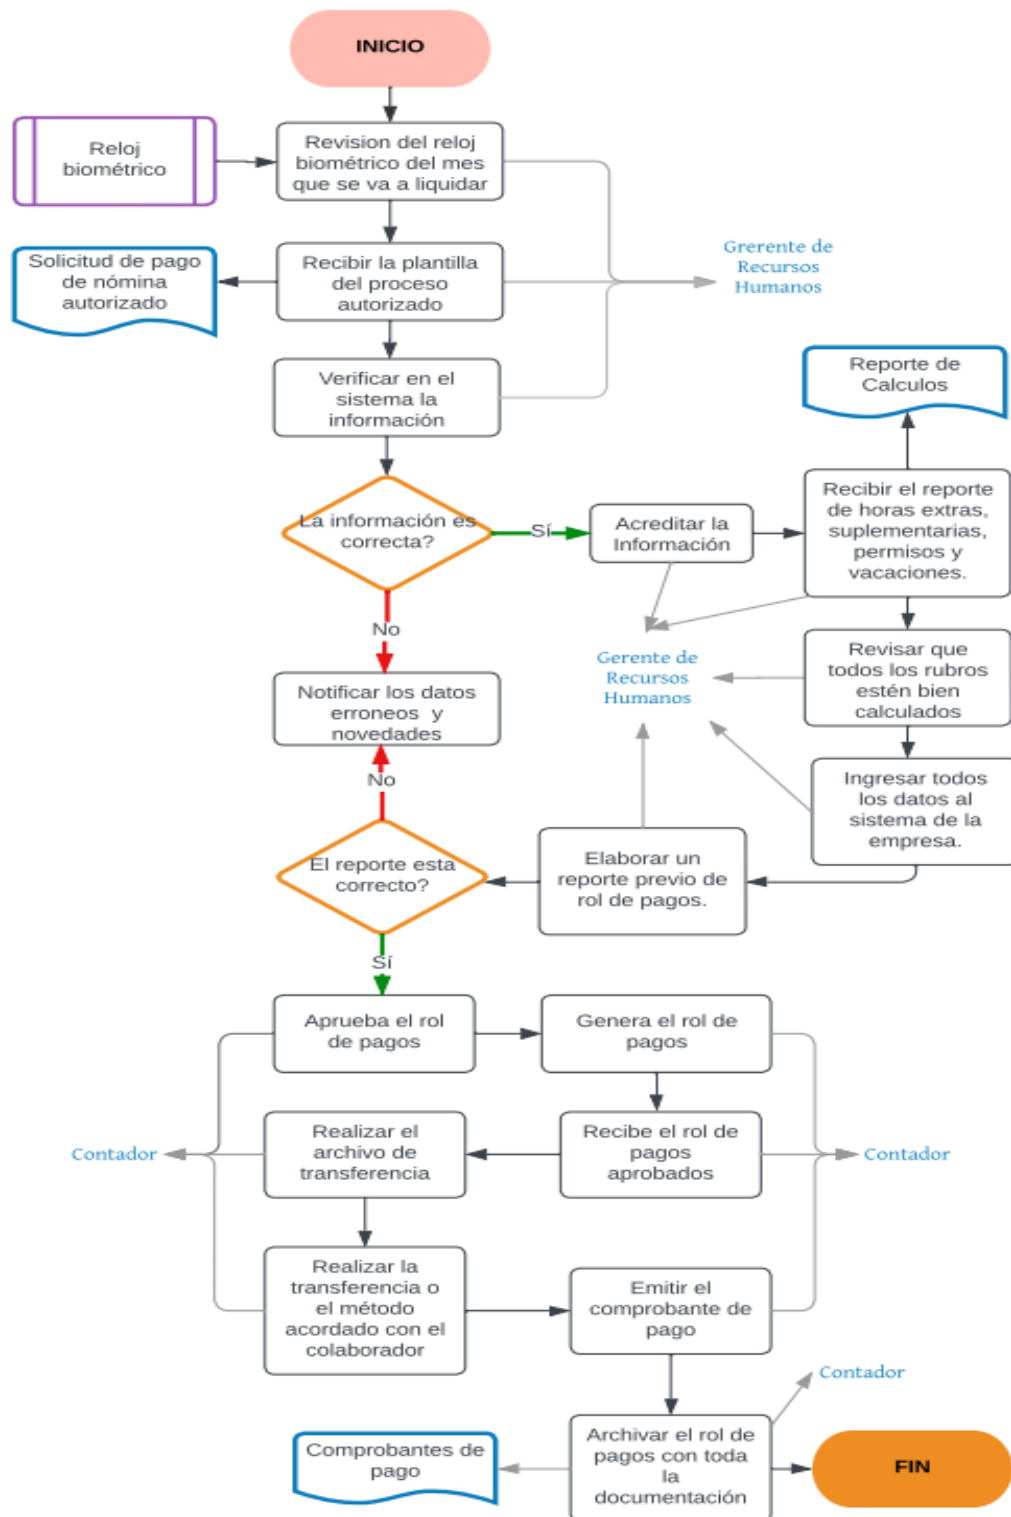 INICIO
Reloj
biométrico
Revision del reloj
biométrico del mes
que se va a liquidar
Solicitud de pago
de nómina
autorizado
Recibir la plantilla
del proceso
autorizado
Grerente de
Recursos
Humanos
Verificar en el
sistema la
información
Reporte de
Calculos
La información es
correcta?
Sí
Acreditar la
Información
Recibir el reporte
de horas extras,
suplementarias,
permisos y
vacaciones.
No
Notificar los datos
erroneos y
novedades
Gerente de
Recursos
Humanos
Revisar que
todos los rubros
estén bien
calculados
No
Ingresar todos
los datos al
sistema de la
empresa.
El reporte esta
correcto?
Elaborar un
reporte previo de
rol de pagos.
Sí
Aprueba el rol
de pagos
Genera el rol de
pagos
Contador
Realizar el
archivo de
transferencia
Recibe el rol de
pagos
aprobados
Contador
Realizar la
transferencia o
el método
acordado con el
colaborador
Emitir el
comprobante de
pago
Contador
Comprobantes de
pago
Archivar el rol de
pagos con toda
la
documentación
FIN